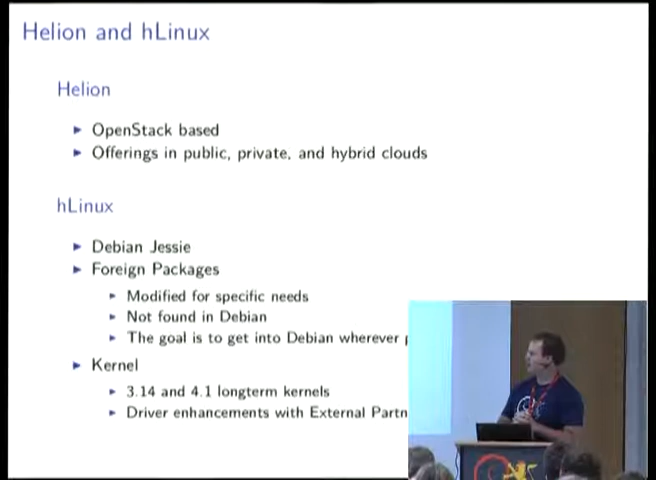 Helion and hLinux
Helion
OpenStack based
Offerings in public, private, and hybrid clouds
hLinux
Debian Jessie
Foreign Packages
Modified for specific needs
Not found in Debian
The goal is to get into Debian wherever
Kernel
3.14 and 4.1 longterm kernels
Driver enhancements with External